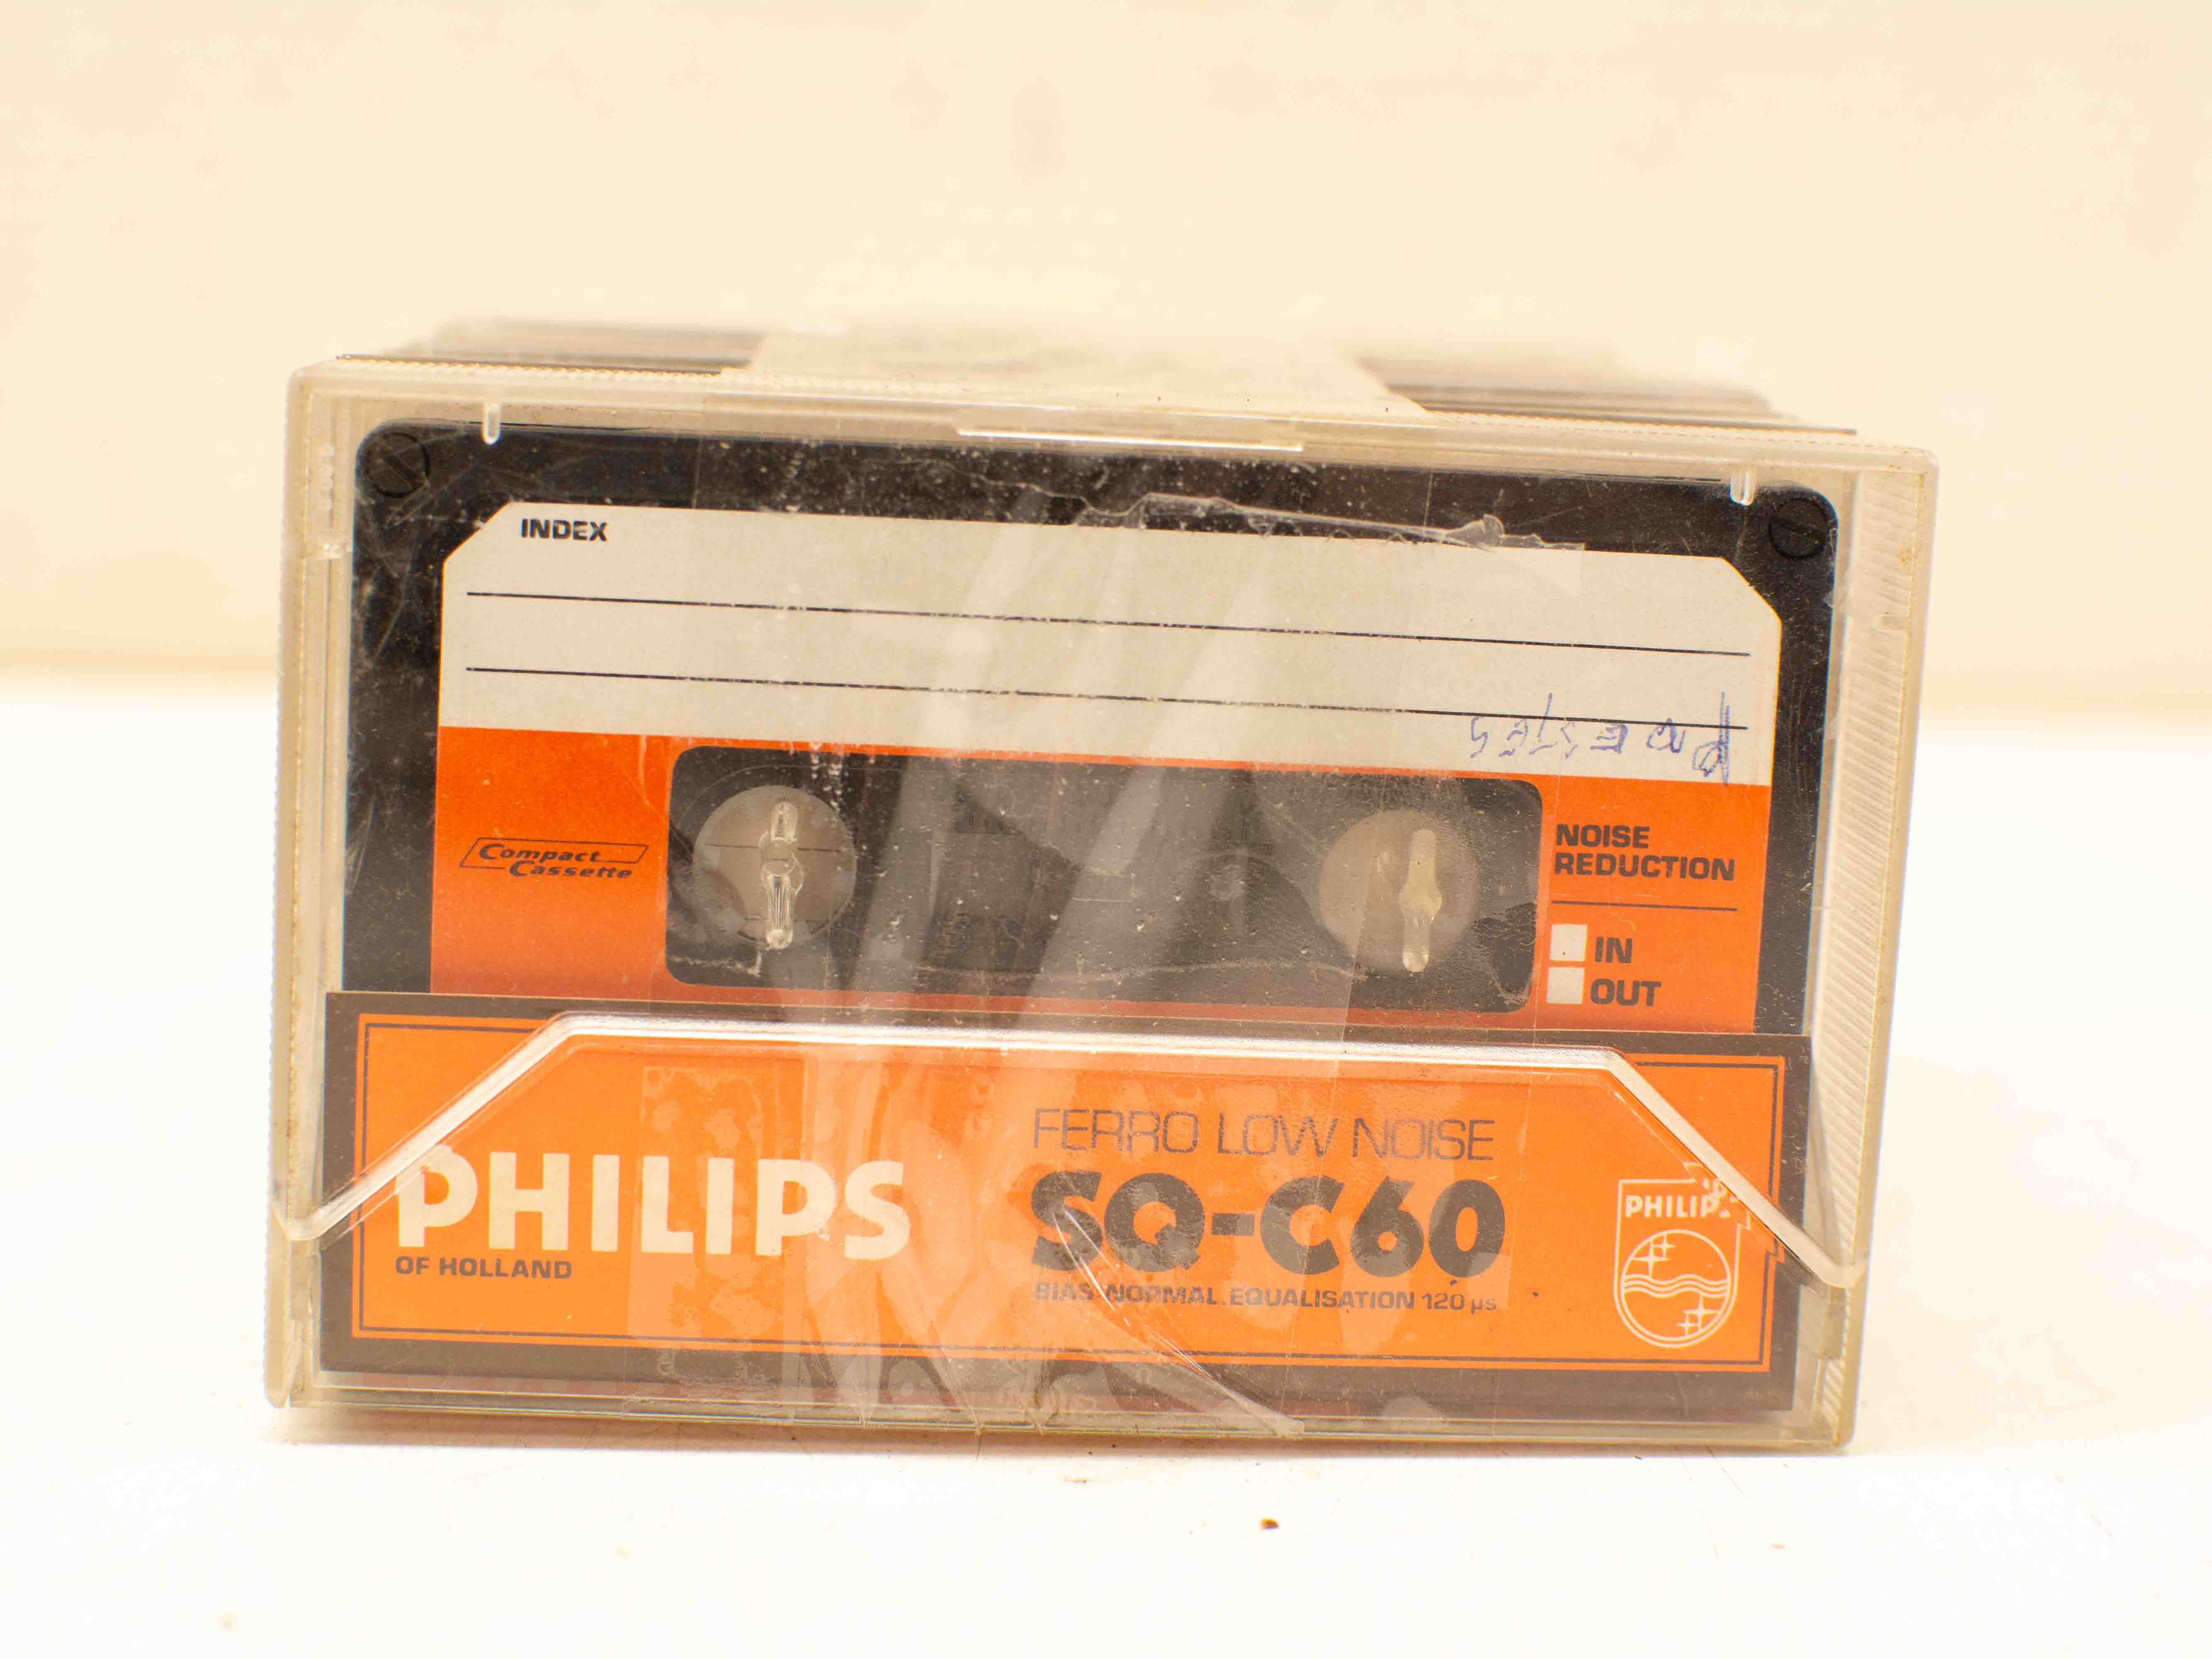 INDEX
Compact
Cassette
NOISE
REDUCTION
IN
OUT
PHILIPS
OF HOLLAND
FERRO LOW NOISE
SQ-C60
BIAS NORMAL. EQUALISATION 120 µs
PHILIPS